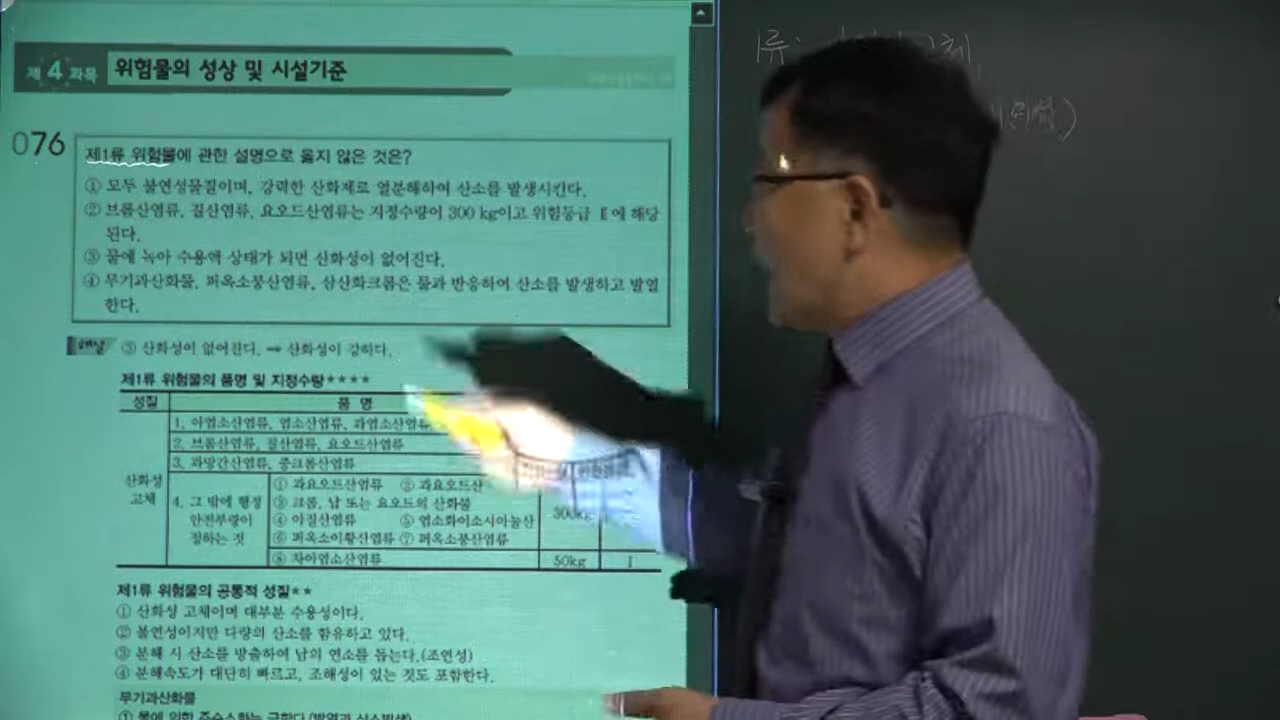 제4과목 위험물의 성상 및 시설기준
076
제1류 위험물에 관한 설명으로 옳지 않은 것은?
① 모두 불연성물질이며, 강력한 산화제로 열분해하여 산소를 발생시킨다.
② 브롬산염류, 질산염류, 요오드산염류는 지정수량이 300 kg이고 위험등급 Ⅱ에 해당
된다.
③ 물에 녹아 수용액 상태가 되면 산화성이 없어진다.
④ 무기과산화물, 퍼옥소붕산염류, 삼산화크롬은 물과 반응하여 산소를 발생하고 발열
한다.
해설 ③ 산화성이 없어진다. ⇒ 산화성이 강하다.
제1류 위험물의 품명 및 지정수량★★★★
성질 품 명
1. 아염소산염류, 염소산염류, 과염소산염류,
2. 브롬산염류, 질산염류, 요오드산염류
3. 과망간산염류, 중크롬산염류
산화성
고체
4. 그 밖에 행정
안전부령이
정하는 것
① 과요오드산염류 ② 과요오드산
③ 크롬, 납 또는 요오드의 산화물
④ 아질산염류 ⑤ 염소화이소시아눌산
⑥ 퍼옥소이황산염류 ⑦ 퍼옥소붕산염류
300kg
⑧ 차아염소산염류 50kg Ⅰ
제1류 위험물의 공통적 성질★★
① 산화성 고체이며 대부분 수용성이다.
② 불연성이지만 다량의 산소를 함유하고 있다.
③ 분해 시 산소를 방출하여 남의 연소를 돕는다.(조연성)
④ 분해속도가 대단히 빠르고, 조해성이 있는 것도 포함한다.
무기과산화물